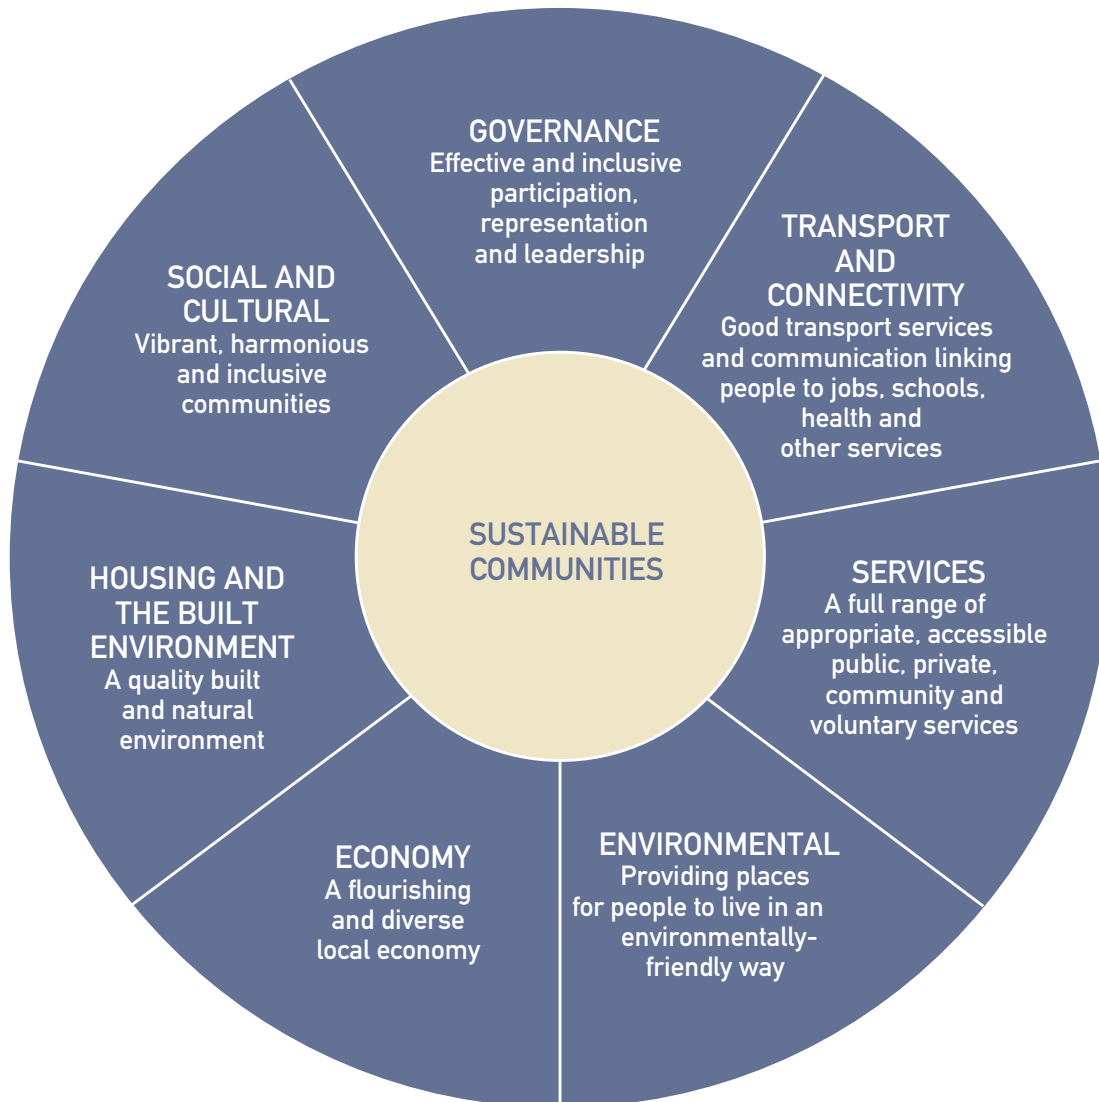 GOVERNANCE
Effective and inclusive
participation,
representation
and leadership
TRANSPORT
AND
CONNECTIVITY
Good transport services
and communication linking
people to jobs, schools,
health and
other services
SERVICES
A full range of
appropriate, accessible
public, private,
community and
voluntary services
ENVIRONMENTAL
Providing places
for people to live in an
environmentally-
friendly way
ECONOMY
A flourishing
and diverse
local economy
HOUSING AND
THE BUILT
ENVIRONMENT
A quality built
and natural
environment
SOCIAL AND
CULTURAL
Vibrant, harmonious
and inclusive
communities
SUSTAINABLE
COMMUNITIES